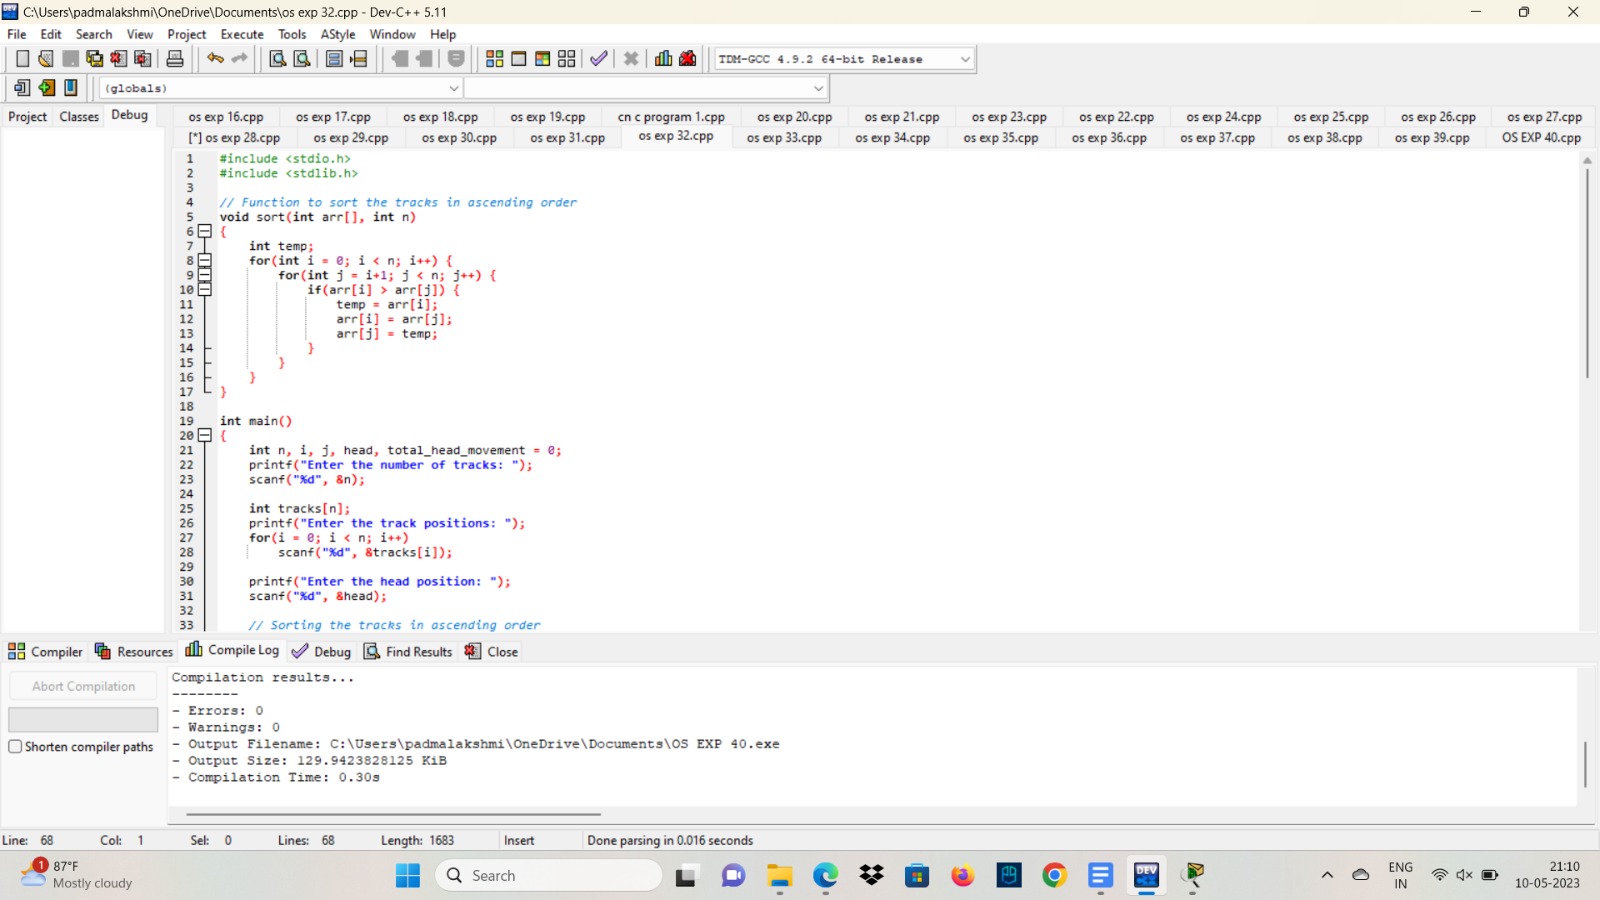 C:\Users\padmalakshmi\OneDrive\Documents\os exp 32.cpp - Dev-C++ 5.11
File Edit Search View Project Execute Tools AStyle Window Help
TDM-GCC 4.9.2 64-bit Release
(globals)
Project Classes Debug
os exp 16.cpp os exp 17.cpp os exp 18.cpp os exp 19.cpp cn c program 1.cpp os exp 20.cpp os exp 21.cpp os exp 23.cpp os exp 22.cpp os exp 24.cpp os exp 25.cpp os exp 26.cpp os exp 27.cpp
[*] os exp 28.cpp os exp 29.cpp os exp 30.cpp os exp 31.cpp os exp 32.cpp os exp 33.cpp os exp 34.cpp os exp 35.cpp os exp 36.cpp os exp 37.cpp os exp 38.cpp os exp 39.cpp OS EXP 40.cpp
1 #include <stdio.h>
2 #include <stdlib.h>
3
4 // Function to sort the tracks in ascending order
5 void sort(int arr[], int n)
6 {
7 int temp;
8 for(int i = 0; i < n; i++) {
9 for(int j = i+1; j < n; j++) {
10 if(arr[i] > arr[j]) {
11 temp = arr[i];
12 arr[i] = arr[j];
13 arr[j] = temp;
14 }
15 }
16 }
17 }
18
19 int main()
20 {
21 int n, i, j, head, total_head_movement = 0;
22 printf("Enter the number of tracks: ");
23 scanf("%d", &n);
24
25 int tracks[n];
26 printf("Enter the track positions: ");
27 for(i = 0; i < n; i++)
28 scanf("%d", &tracks[i]);
29
30 printf("Enter the head position: ");
31 scanf("%d", &head);
32
33 // Sorting the tracks in ascending order
Compiler Resources Compile Log Debug Find Results Close
Abort Compilation
Shorten compiler paths
Compilation results...
--------
- Errors: 0
- Warnings: 0
- Output Filename: C:\Users\padmalakshmi\OneDrive\Documents\OS EXP 40.exe
- Output Size: 129.9423828125 KiB
- Compilation Time: 0.30s
Line: 68 Col: 1 Sel: 0 Lines: 68 Length: 1683 Insert Done parsing in 0.016 seconds
1 87°F
Mostly cloudy
Search
DEV
ENG
IN
21:10
10-05-2023